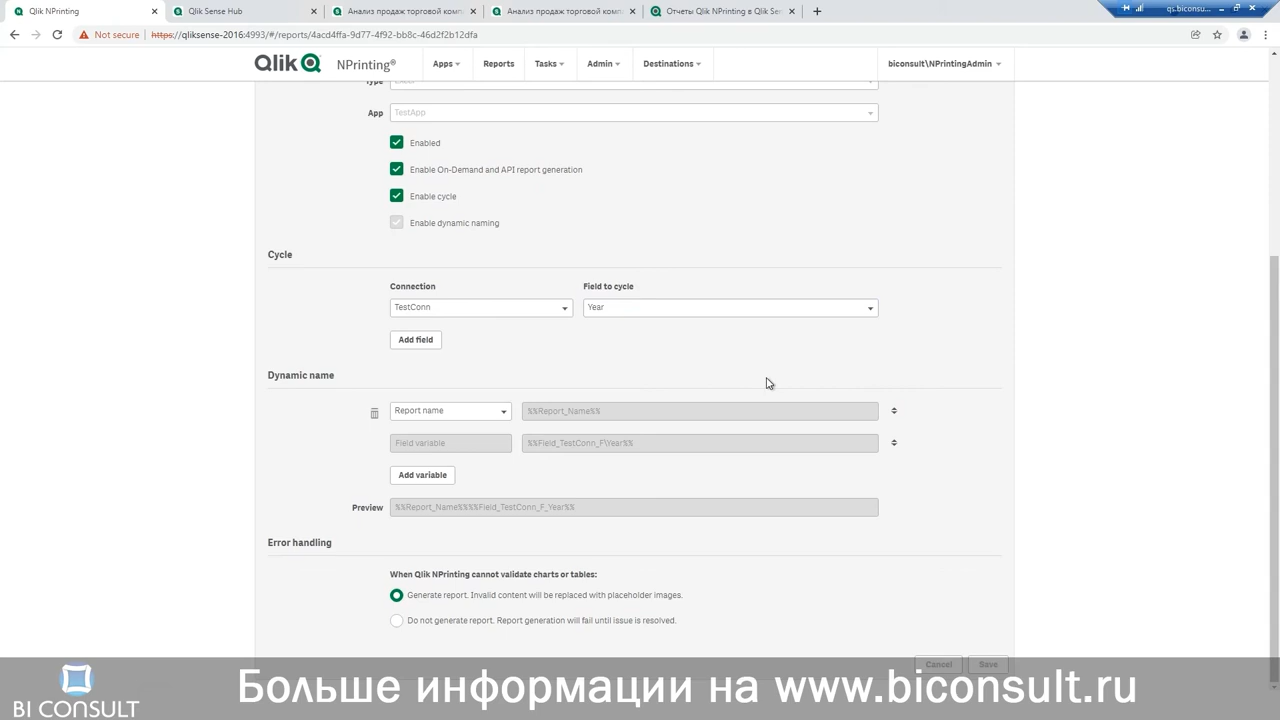 Qlik NPrinting
Qlik Sense Hub
Анализ продаж торговой комп
Анализ продаж торговой комп
Отчеты Qlik NPrinting в Qlik Se
qs.biconsult...
Not secure
https://qliksense-2016:4993/#/reports/4acd4ffa-9d77-4f92-bb8c-46d2f2b12dfa
Qlik NPrinting®
Apps
Reports
Tasks
Admin
Destinations
biconsult\NPrintingAdmin
Type
App
TestApp
Enabled
Enable On-Demand and API report generation
Enable cycle
Enable dynamic naming
Cycle
Connection
Field to cycle
TestConn
Year
Add field
Dynamic name
Report name
%%Report_Name%%
Field variable
%%Field_TestConn_F\Year%%
Add variable
Preview
%%Report_Name%%%%Field_TestConn_F_Year%%
Error handling
When Qlik NPrinting cannot validate charts or tables:
Generate report. Invalid content will be replaced with placeholder images.
Do not generate report. Report generation will fail until issue is resolved.
Cancel
Save
BI CONSULT
Больше информации на www.biconsult.ru